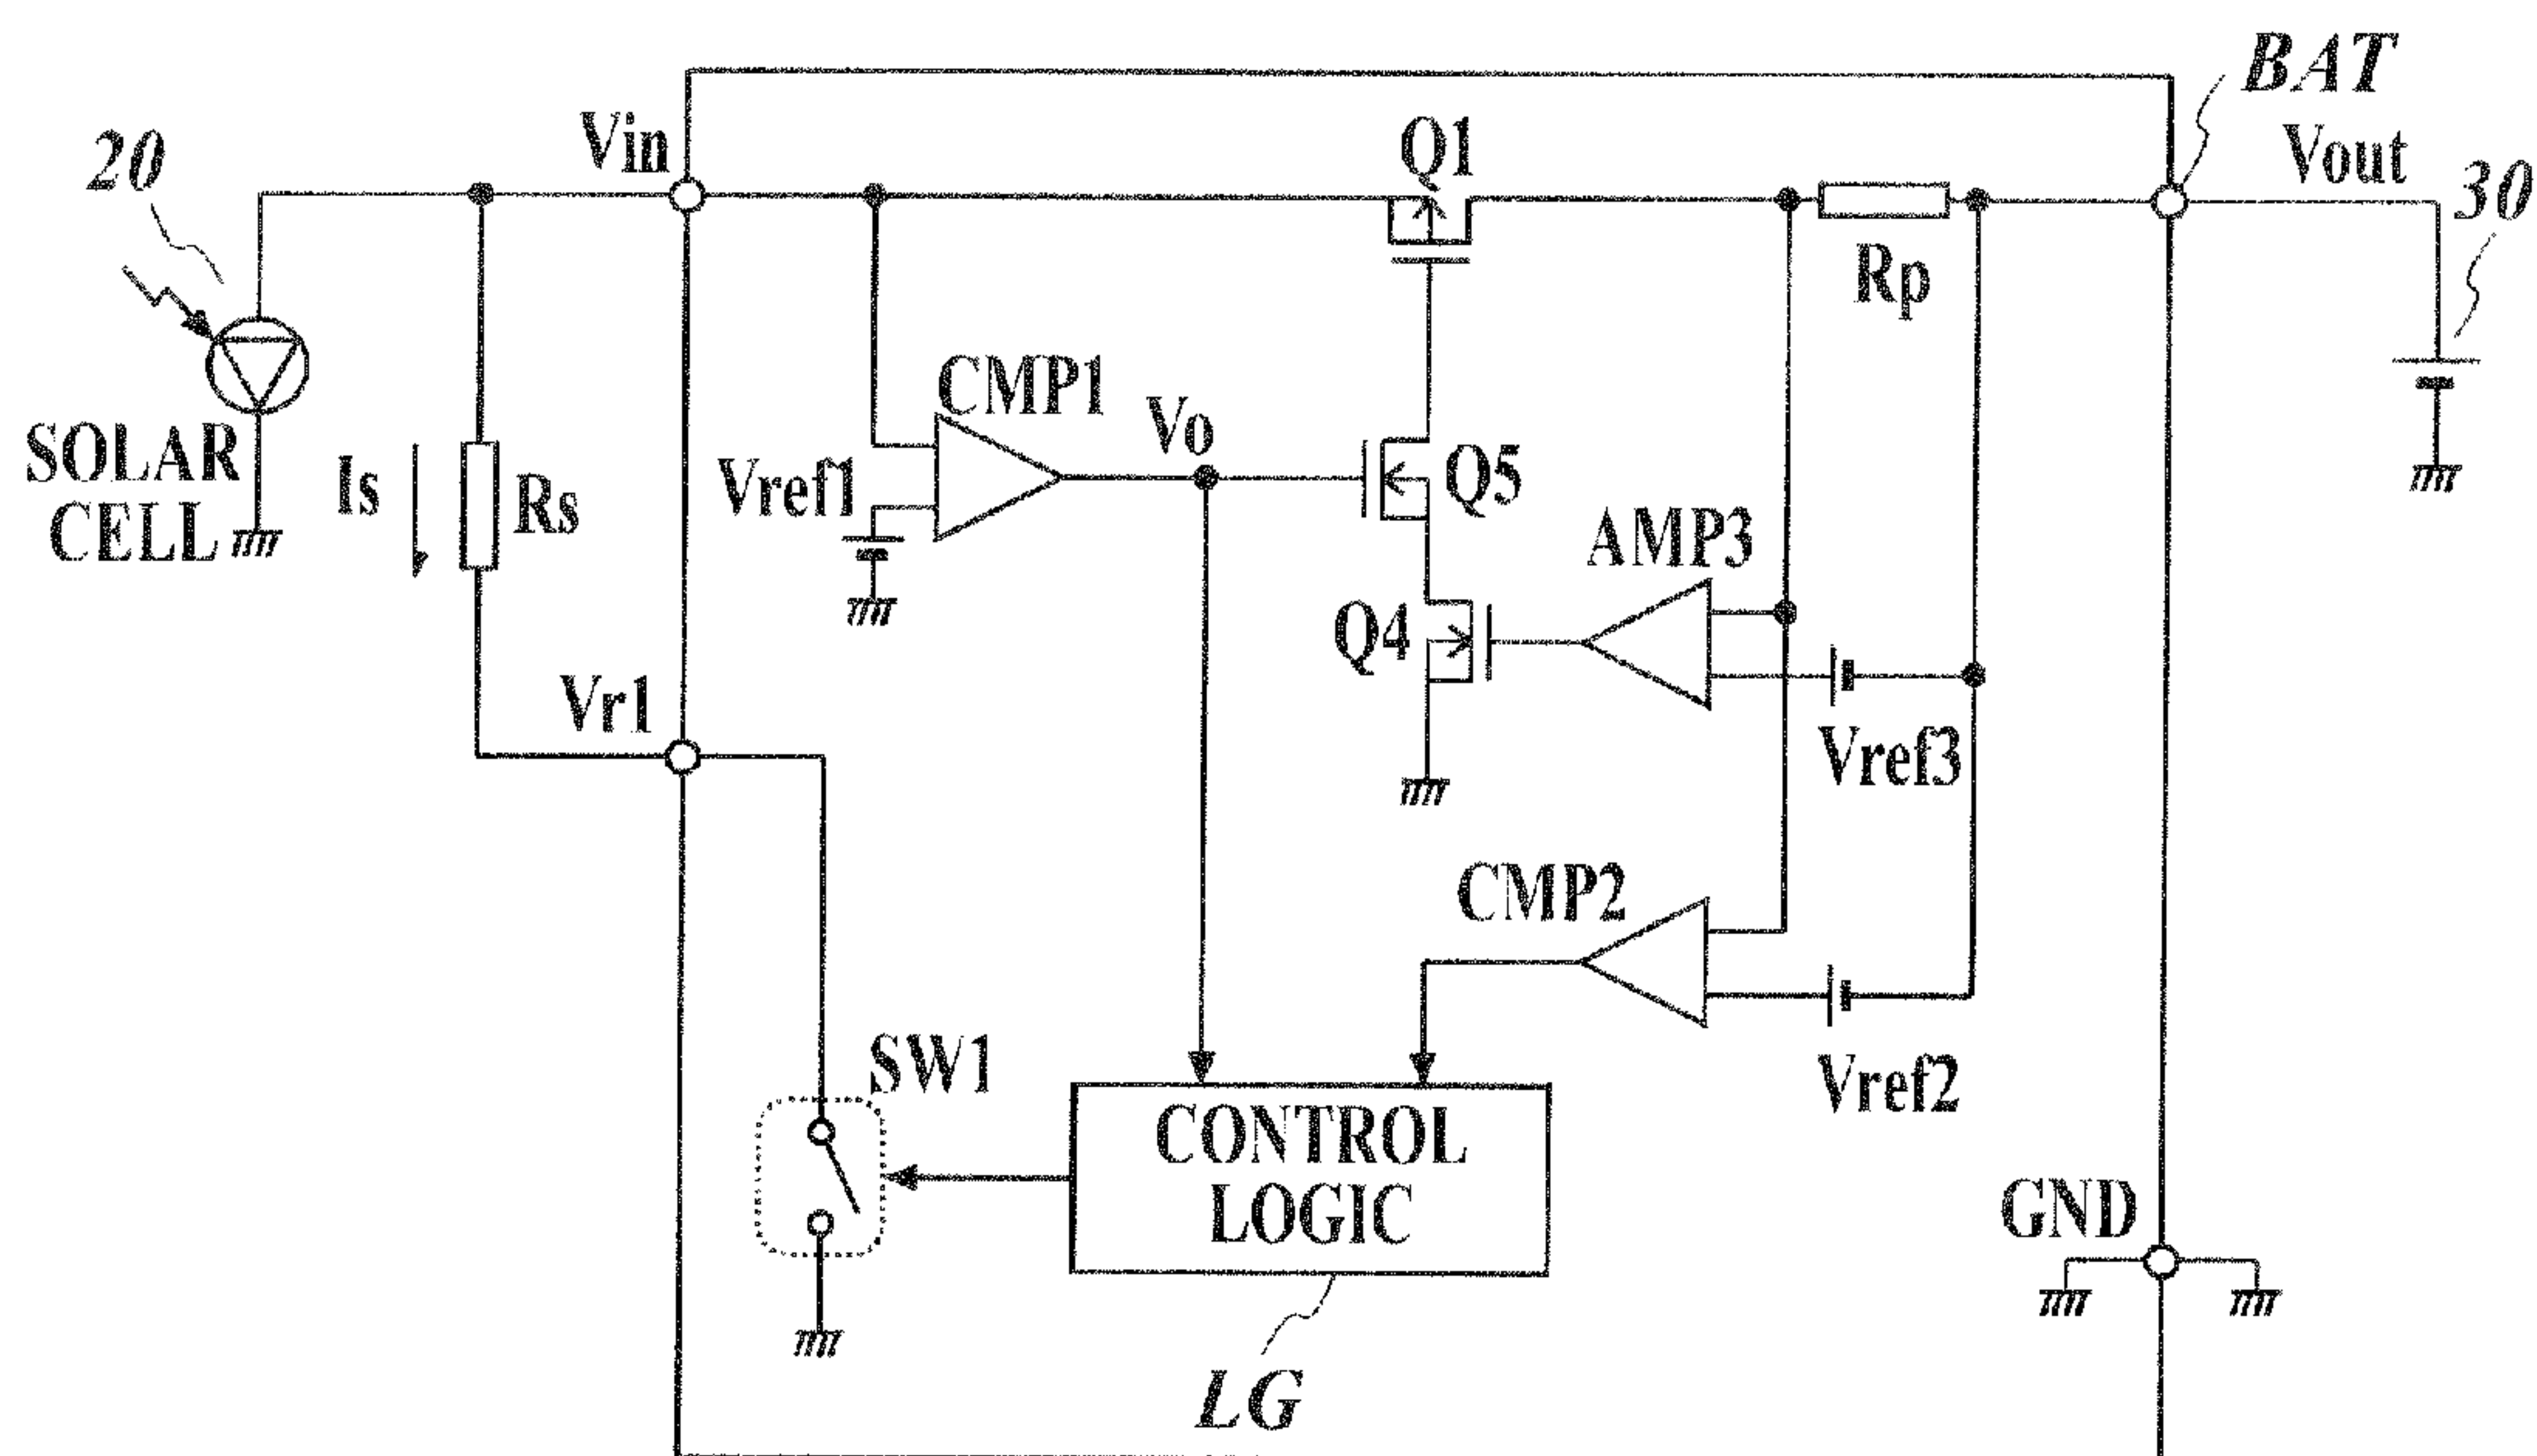 BAT
Vin
Q1
Vout
20
30
Rp
CMP1
SOLAR
CELL
Is
Rs
Vref1
Vo
Q5
AMP3
Q4
Vr1
Vref3
CMP2
SW1
Vref2
CONTROL
LOGIC
GND
LG